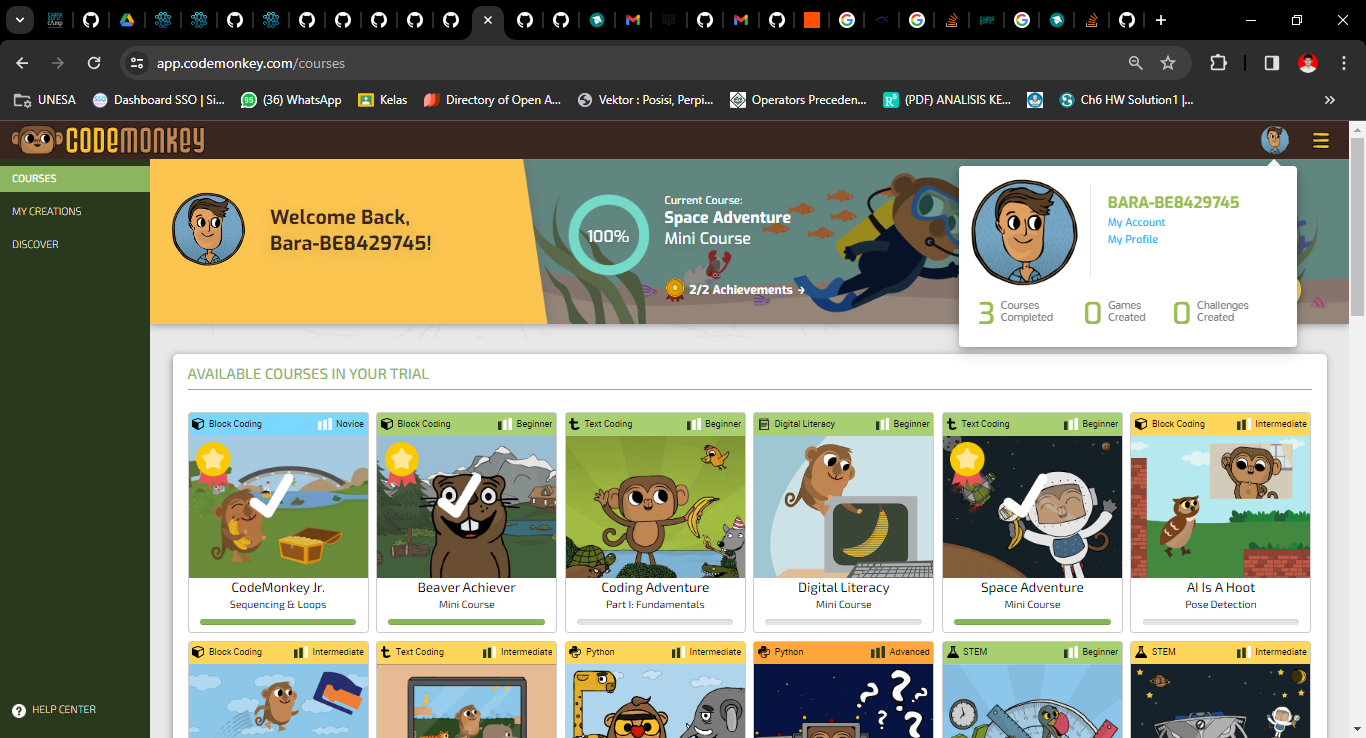 app.codemonkey.com/courses
UNESA
Dashboard SSO | Si...
(36) WhatsApp
Kelas
Directory of Open A...
Vektor : Posisi, Perpi...
Operators Preceden...
(PDF) ANALISIS KE...
Ch6 HW Solution1 |...
CODEMONKEY
COURSES
MY CREATIONS
DISCOVER
HELP CENTER
Welcome Back,
Bara-BE8429745!
100%
Current Course:
Space Adventure
Mini Course
2/2 Achievements →
BARA-BE8429745
My Account
My Profile
3 Courses Completed
0 Games Created
0 Challenges Created
AVAILABLE COURSES IN YOUR TRIAL
Block Coding Novice
CodeMonkey Jr.
Sequencing & Loops
Block Coding Beginner
Beaver Achiever
Mini Course
Text Coding Beginner
Coding Adventure
Part I: Fundamentals
Digital Literacy Beginner
Digital Literacy
Mini Course
Text Coding Beginner
Space Adventure
Mini Course
Block Coding Intermediate
AI Is A Hoot
Pose Detection
Block Coding Intermediate
Text Coding Intermediate
Python Intermediate
Python Advanced
STEM Beginner
STEM Intermediate